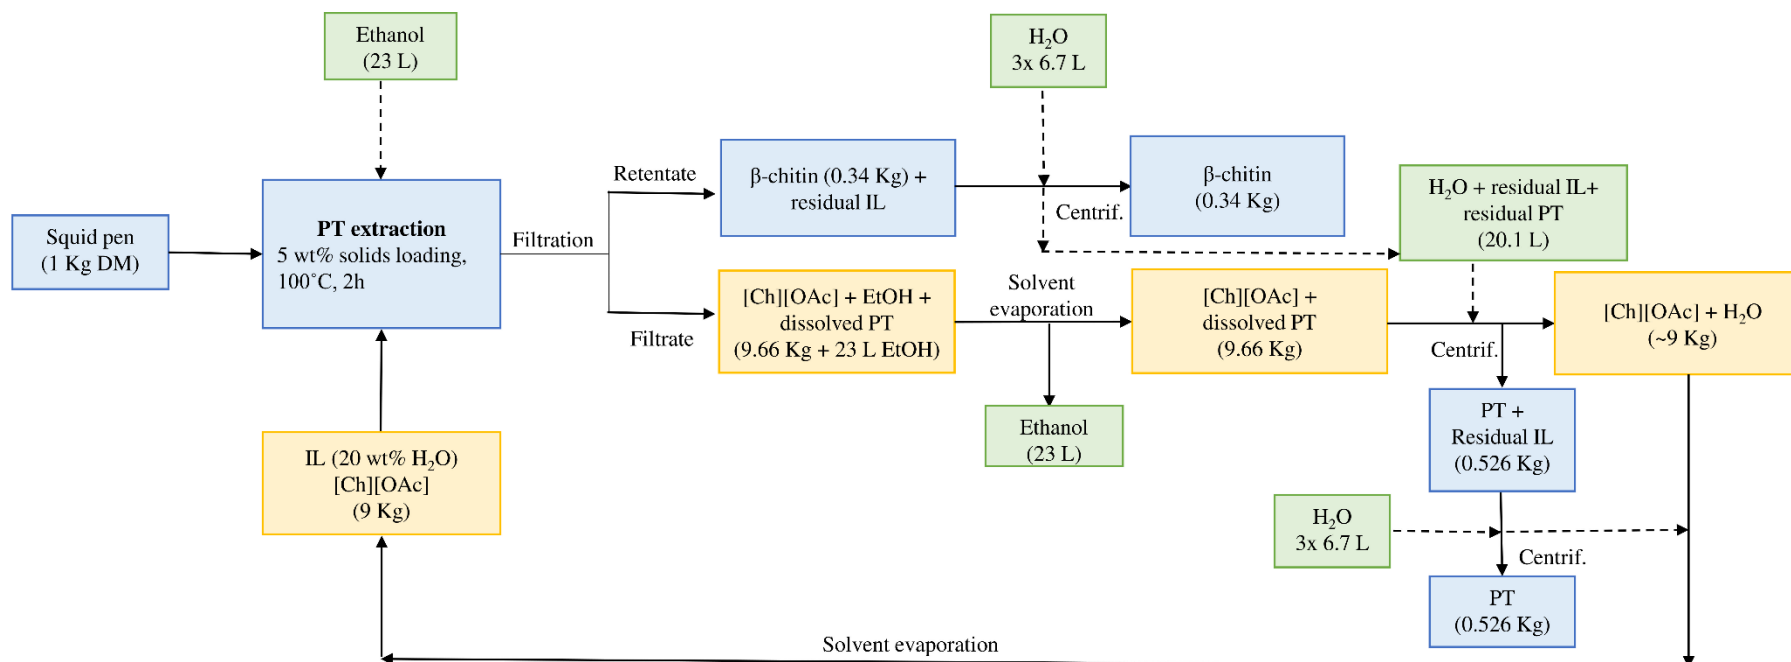 Ethanol
(23 L)
H₂O
3x 6.7 L
Squid pen
(1 Kg DM)
PT extraction
5 wt% solids loading,
100˚C, 2h
Filtration
Retentate
β-chitin (0.34 Kg) +
residual IL
Centrif.
β-chitin
(0.34 Kg)
H₂O + residual IL+
residual PT
(20.1 L)
Filtrate
[Ch][OAc] + EtOH +
dissolved PT
(9.66 Kg + 23 L EtOH)
Solvent
evaporation
[Ch][OAc] +
dissolved PT
(9.66 Kg)
Centrif.
[Ch][OAc] + H₂O
(~9 Kg)
Ethanol
(23 L)
PT +
Residual IL
(0.526 Kg)
IL (20 wt% H₂O)
[Ch][OAc]
(9 Kg)
H₂O
3x 6.7 L
Centrif.
PT
(0.526 Kg)
Solvent evaporation